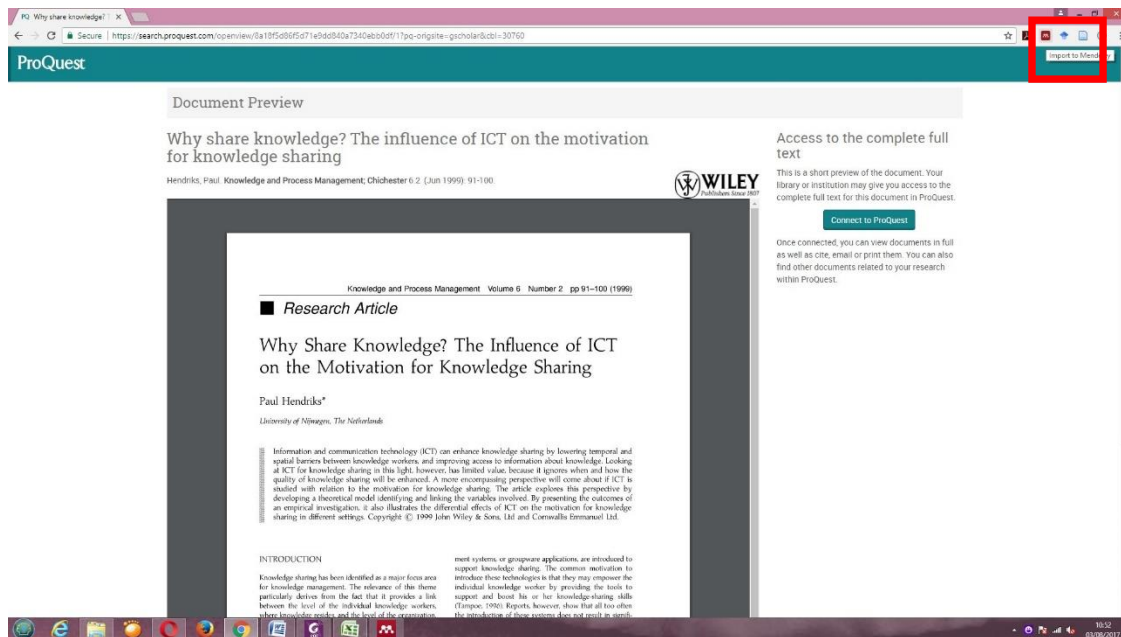 PQ Why share knowledge? T
Secure | https://search.proquest.com/openview/8a18f5d86f5d71e9dd840a7340ebb0df/1?pq-origsite=gscholar&cbl=30760
Import to Mendeley
ProQuest
Document Preview
Why share knowledge? The influence of ICT on the motivation
for knowledge sharing
Hendriks, Paul. Knowledge and Process Management; Chichester 6.2 (Jun 1999): 91-100.
WILEY
Publishers Since 1807
Access to the complete full
text
This is a short preview of the document. Your
library or institution may give you access to the
complete full text for this document in ProQuest.
Connect to ProQuest
Once connected, you can view documents in full
as well as cite, email or print them. You can also
find other documents related to your research
within ProQuest.
Knowledge and Process Management Volume 6 Number 2 pp 91–100 (1999)
Research Article
Why Share Knowledge? The Influence of ICT
on the Motivation for Knowledge Sharing
Paul Hendriks*
University of Nijmegen, The Netherlands
Information and communication technology (ICT) can enhance knowledge sharing by lowering temporal and
spatial barriers between knowledge workers, and improving access to information about knowledge. Looking
at ICT for knowledge sharing in this light, however, has limited value, because it ignores when and how the
quality of knowledge sharing will be enhanced. A more encompassing perspective will come about if ICT is
studied with relation to the motivation for knowledge sharing. The article explores this perspective by
developing a theoretical model identifying and linking the variables involved. By presenting the outcomes of
an empirical investigation, it also illustrates the differential effects of ICT on the motivation for knowledge
sharing in different settings. Copyright © 1999 John Wiley & Sons, Ltd and Cornwallis Emmanuel Ltd.
INTRODUCTION
Knowledge sharing has been identified as a major focus area
for knowledge management. The relevance of this theme
particularly derives from the fact that it provides a link
between the level of the individual knowledge workers,
where knowledge resides, and the level of the organization,
ment systems, or groupware applications, are introduced to
support knowledge sharing. The common motivation to
introduce these technologies is that they may empower the
individual knowledge worker by providing the tools to
support and boost his or her knowledge-sharing skills
(Tampoe, 1996). Reports, however, show that all too often
the introduction of these systems does not result in signifi-
10:52
03/08/2017